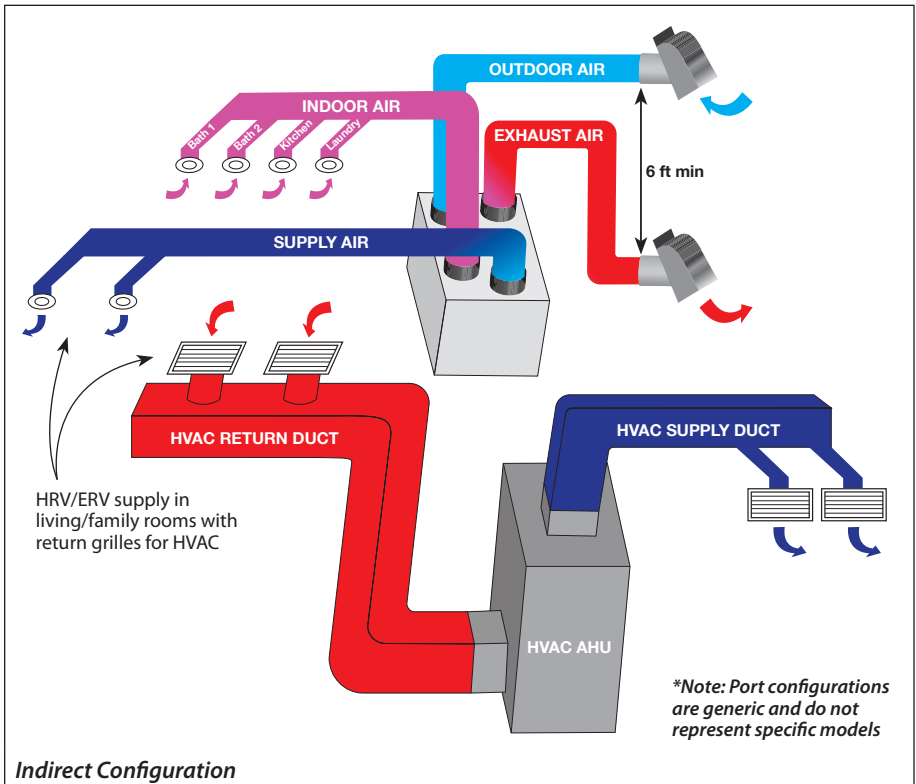 OUTDOOR AIR
INDOOR AIR
Bath 1
Bath 2
Kitchen
Laundry
EXHAUST AIR
6 ft min
SUPPLY AIR
HVAC RETURN DUCT
HVAC SUPPLY DUCT
HRV/ERV supply in
living/family rooms with
return grilles for HVAC
HVAC AHU
*Note: Port configurations
are generic and do not
represent specific models
Indirect Configuration